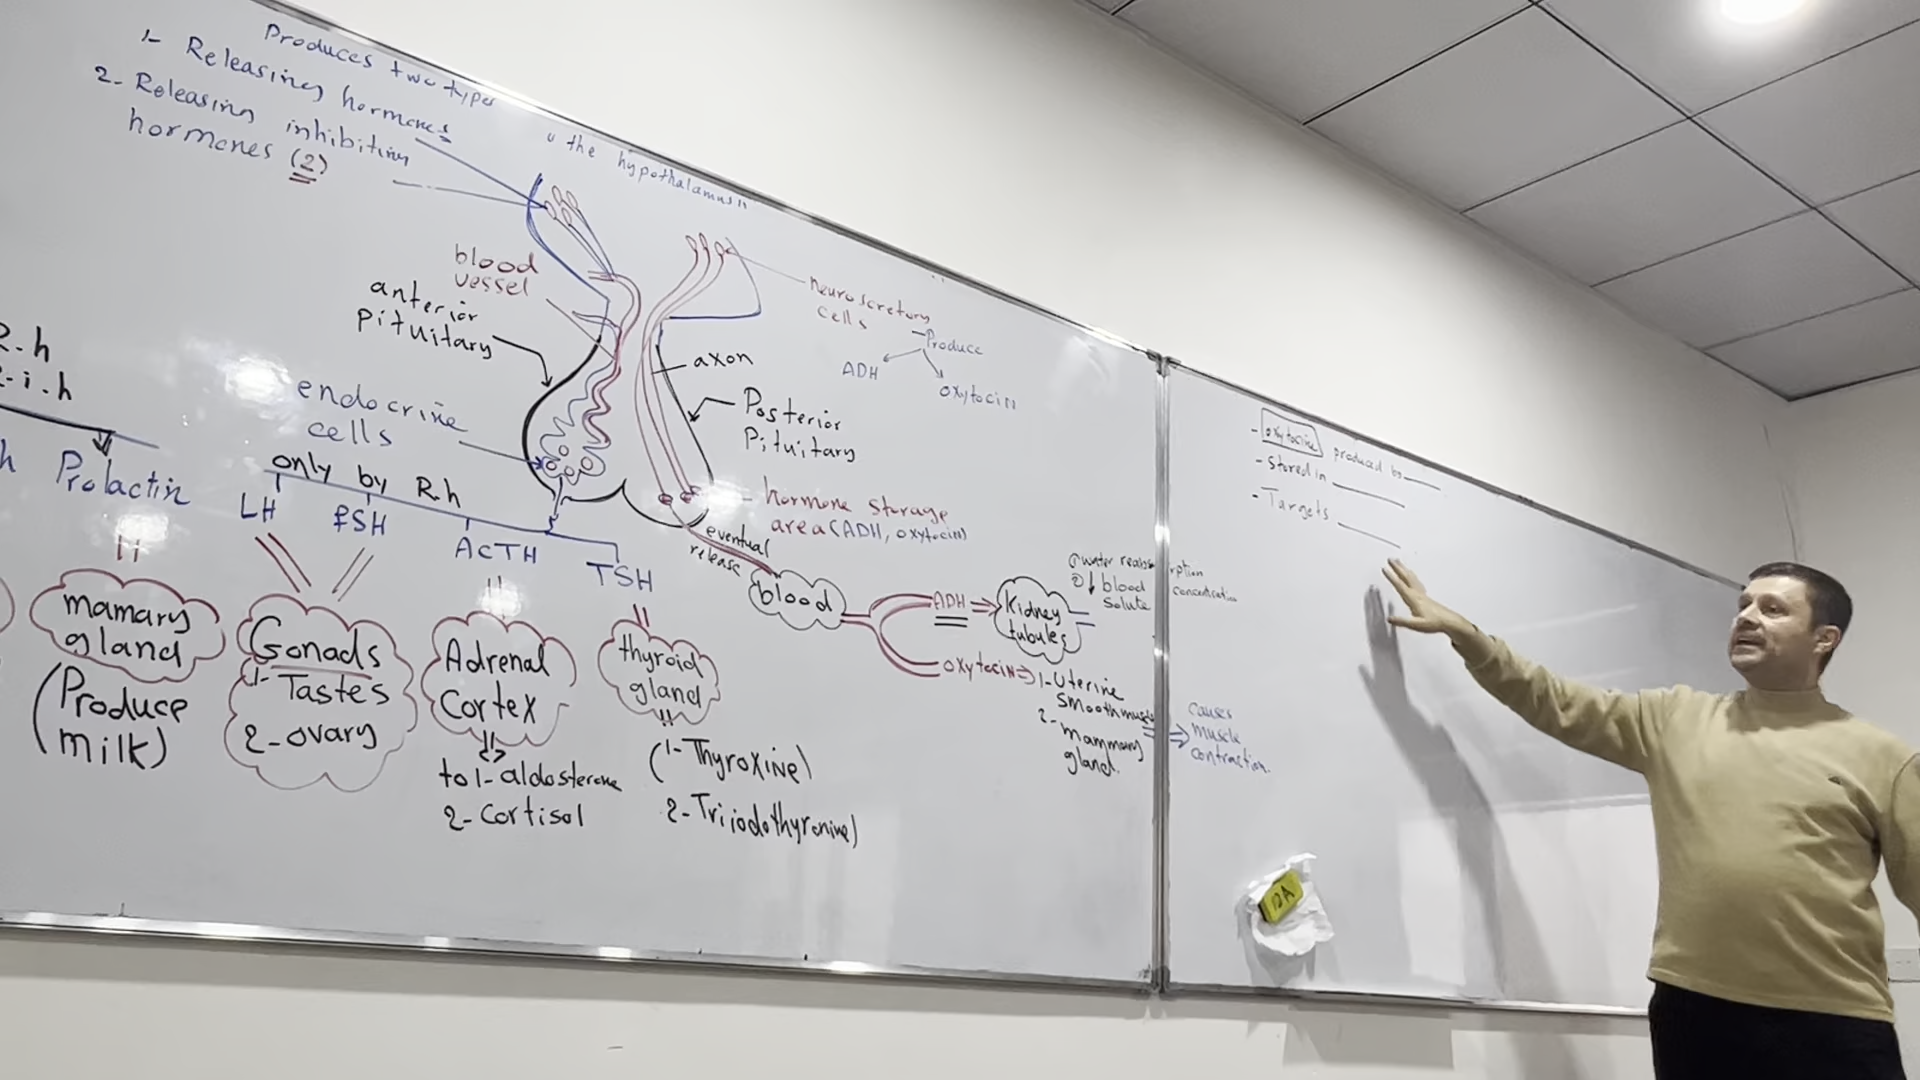 Produces two types
1- Releasing hormones
2- Releasing inhibiting
hormones (2)
the hypothalamus
blood
vessel
anterior
Pituitary
endocrine
cells
neuroscretory
cells
Produce
ADH
oxytocin
axon
Posterior
Pituitary
hormone storage
area (ADH, oxytocin)
eventual
release
R-h
R-i-h
h Prolactin
only by R.h
LH
FSH
AcTH
TSH
mamary
gland
(Produce
milk)
Gonads
1- Tastes
2- ovary
Adrenal
Cortex
to 1- aldosterone
2- Cortisol
thyroid
gland
(1- Thyroxine)
2- Triiodothyronine)
blood
ADH
Kidney
tubules
① water reabsorption
② ↓ blood
Solute concentration
oxytocin
1- Uterine
Smooth muscle
2- mammary
gland.
causes
muscle
contraction.
- oxytocine produced by
- Stored in
- Targets
DA